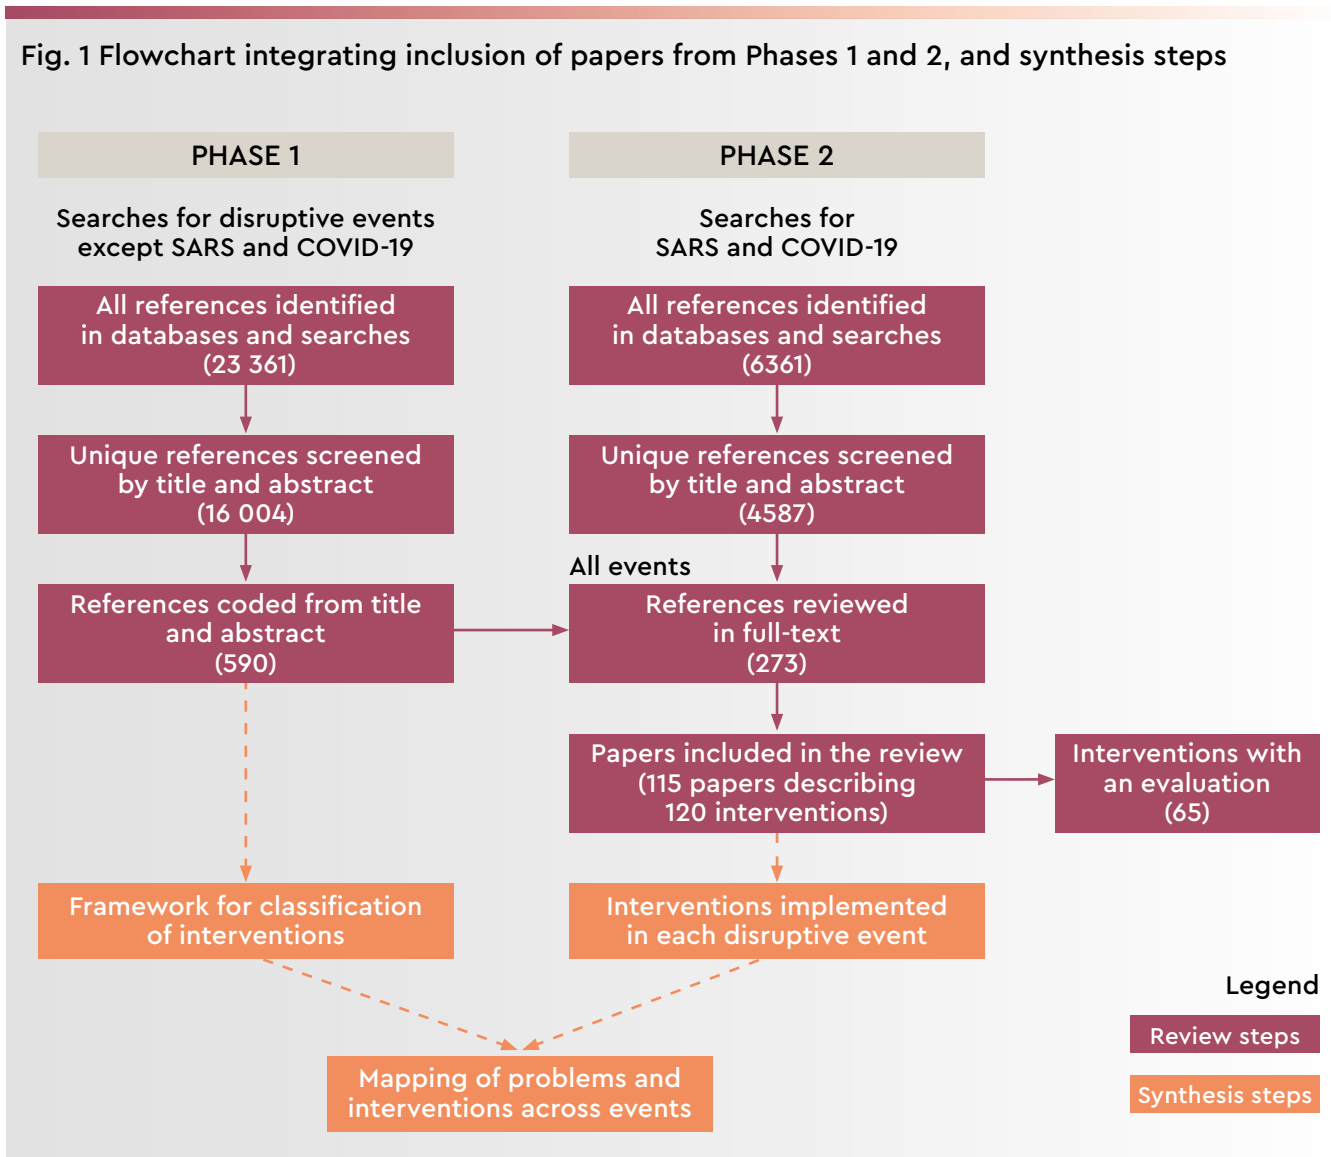 Fig. 1 Flowchart integrating inclusion of papers from Phases 1 and 2, and synthesis steps
PHASE 1
Searches for disruptive events
except SARS and COVID-19
All references identified
in databases and searches
(23 361)
Unique references screened
by title and abstract
(16 004)
References coded from title
and abstract
(590)
Framework for classification
of interventions
PHASE 2
Searches for
SARS and COVID-19
All references identified
in databases and searches
(6361)
Unique references screened
by title and abstract
(4587)
All events
References reviewed
in full-text
(273)
Papers included in the review
(115 papers describing
120 interventions)
Interventions with
an evaluation
(65)
Interventions implemented
in each disruptive event
Mapping of problems and
interventions across events
Legend
Review steps
Synthesis steps